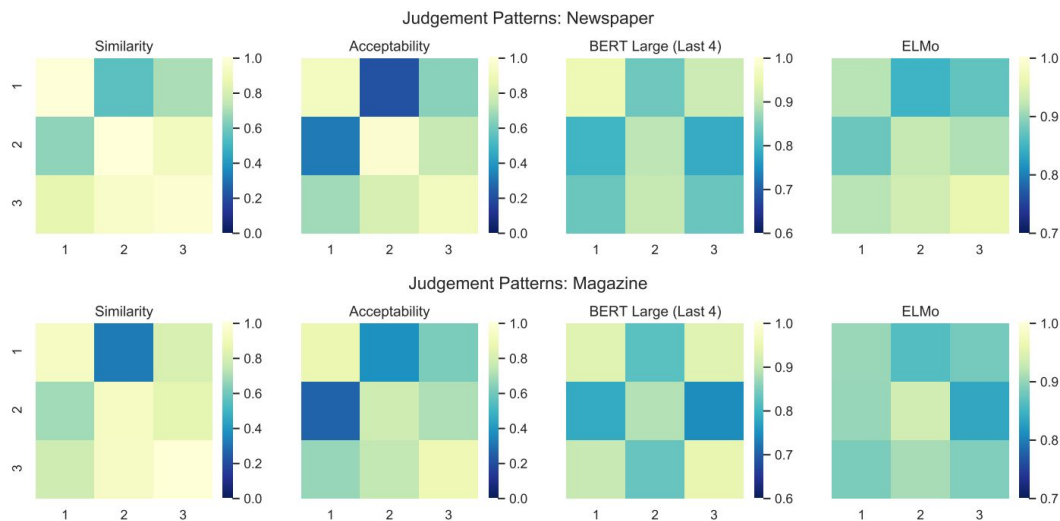 Judgement Patterns: Newspaper
Similarity Acceptability BERT Large (Last 4) ELMo
1.0 1.0 1.0 1.0
1 0.8 0.8 0.9 0.9
2 0.6 0.6 0.8
0.4 0.4 0.8
3 0.2 0.2 0.7
0.0 0.0 0.6 0.7
1 2 3 1 2 3 1 2 3 1 2 3
Judgement Patterns: Magazine
Similarity Acceptability BERT Large (Last 4) ELMo
1.0 1.0 1.0 1.0
1 0.8 0.8 0.9 0.9
2 0.6 0.6 0.8
0.4 0.4 0.8
3 0.2 0.2 0.7
0.0 0.0 0.6 0.7
1 2 3 1 2 3 1 2 3 1 2 3